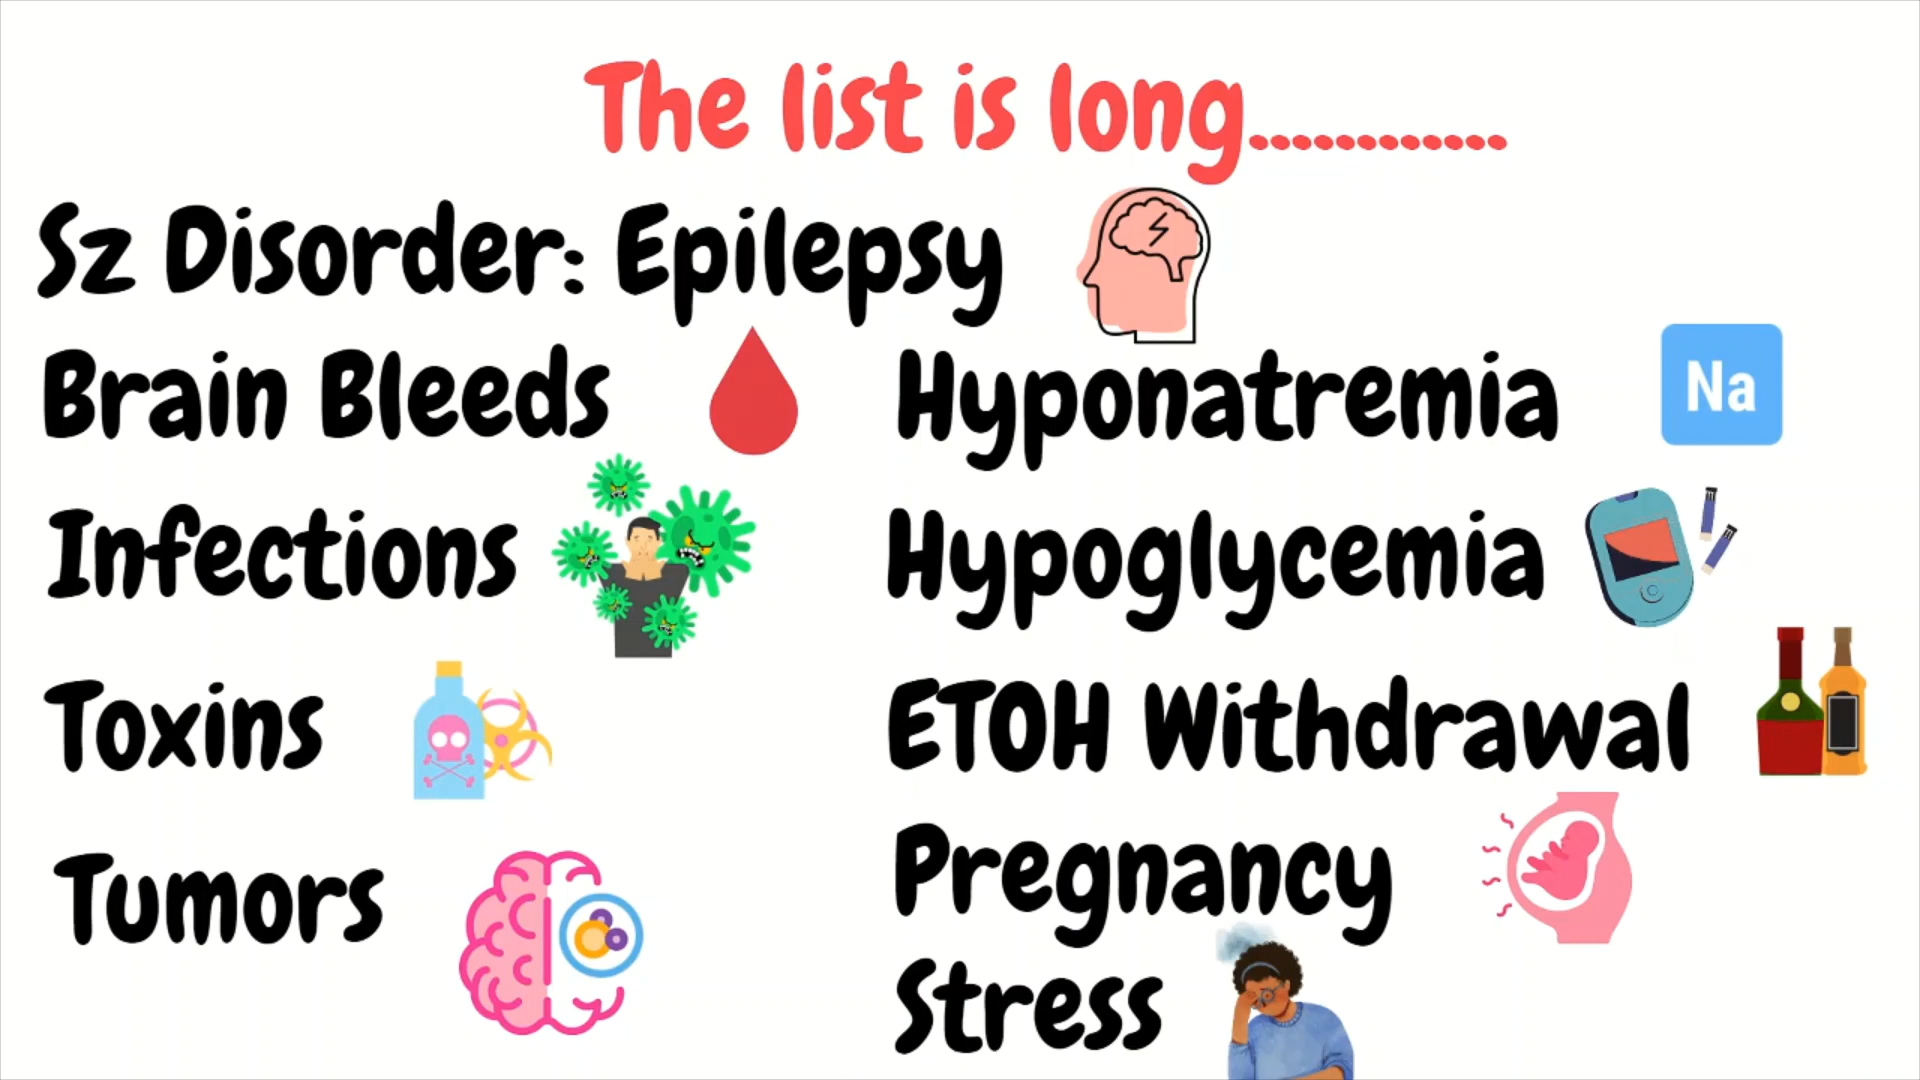 The list is long............
Sz Disorder: Epilepsy
Brain Bleeds
Infections
Toxins
Tumors
Hyponatremia
Na
Hypoglycemia
ETOH Withdrawal
Pregnancy
Stress